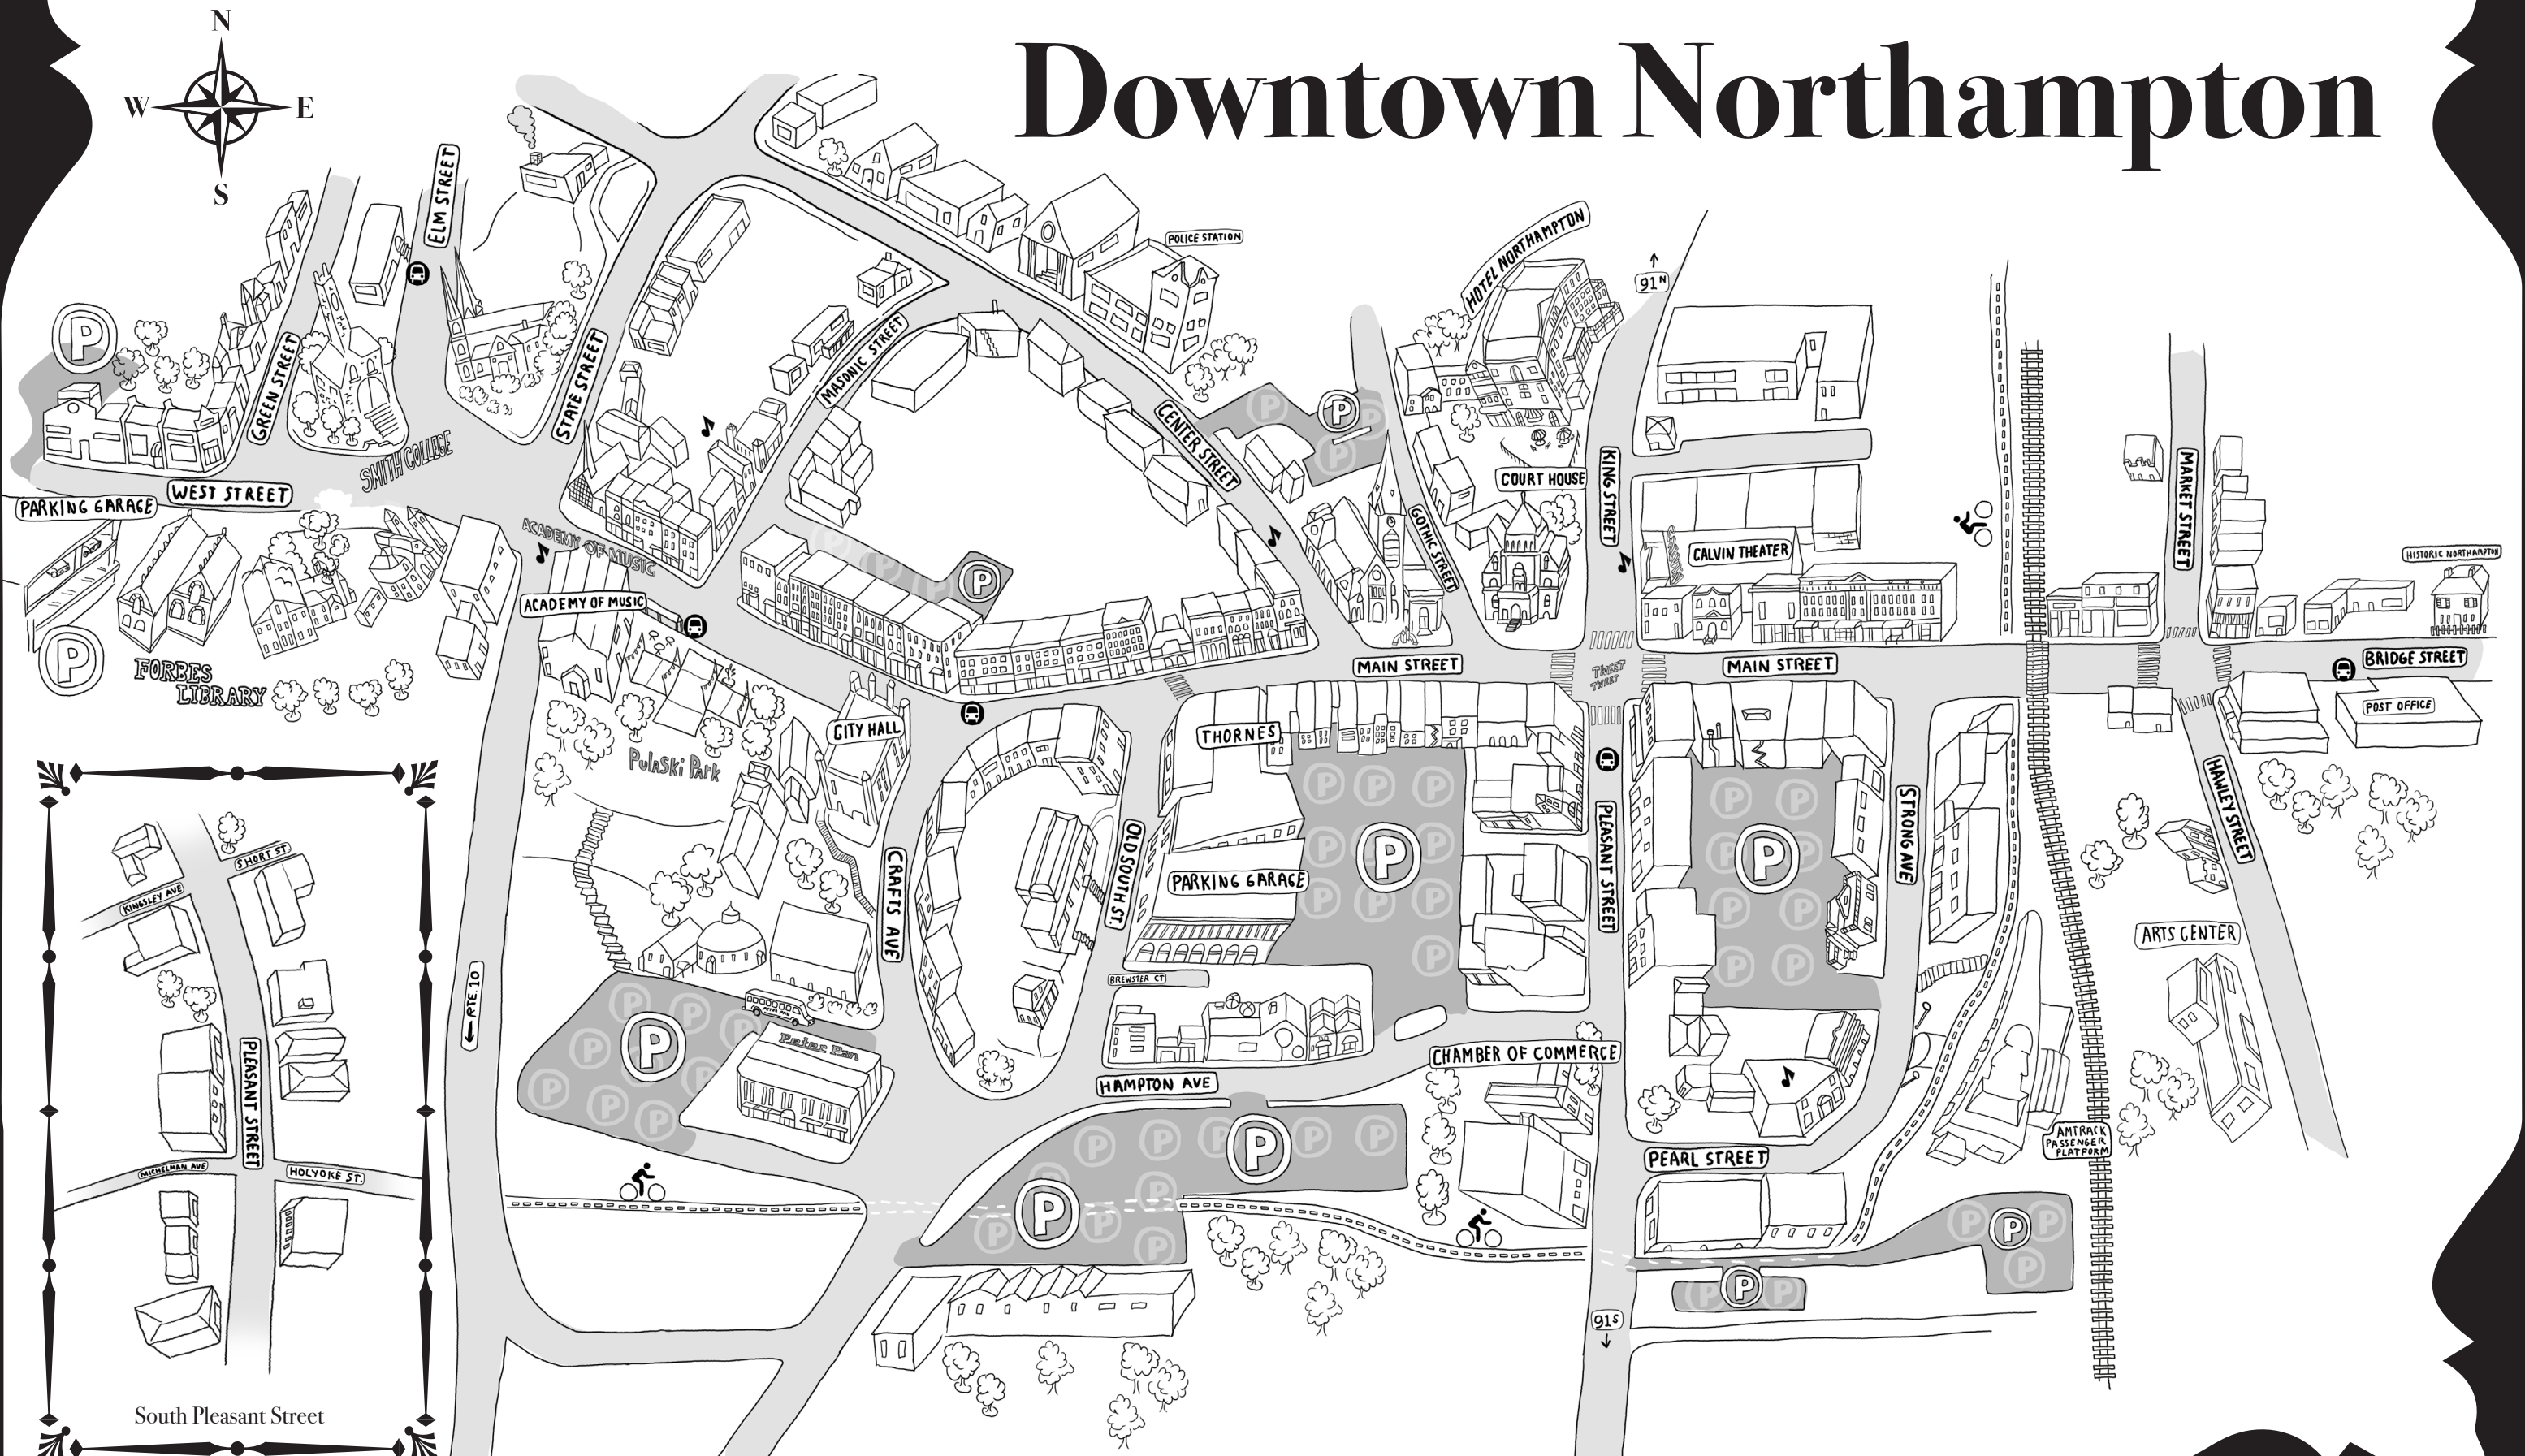 N
W E
S
Downtown Northampton
ELM STREET
POLICE STATION
HOTEL NORTHAMPTON
91N
P
GREEN STREET
STATE STREET
MASONIC STREET
CENTER STREET
P
P
P
P
SMITH COLLEGE
WEST STREET
PARKING GARAGE
COURT HOUSE
KING STREET
GOTHIC STREET
MARKET STREET
ACADEMY OF MUSIC
CALVIN THEATER
CALVIN
HISTORIC NORTHAMPTON
ACADEMY OF MUSIC
P
P
FORBES
LIBRARY
MAIN STREET
TWEET
TWEET
MAIN STREET
BRIDGE STREET
POST OFFICE
CITY HALL
THORNES
PULASKI PARK
P
P
PLEASANT STREET
STRONG AVE
HAWLEY STREET
OLD SOUTH ST.
CRAFTS AVE
PARKING GARAGE
ARTS CENTER
BREWSTER CT
RTE. 10
P
Peter Pan
HAMPTON AVE
CHAMBER OF COMMERCE
P
P
PEARL STREET
AMTRACK
PASSENGER
PLATFORM
P
P
91S
SHORT ST
KINGSLEY AVE
PLEASANT STREET
MICHELMAN AVE
HOLYOKE ST.
South Pleasant Street